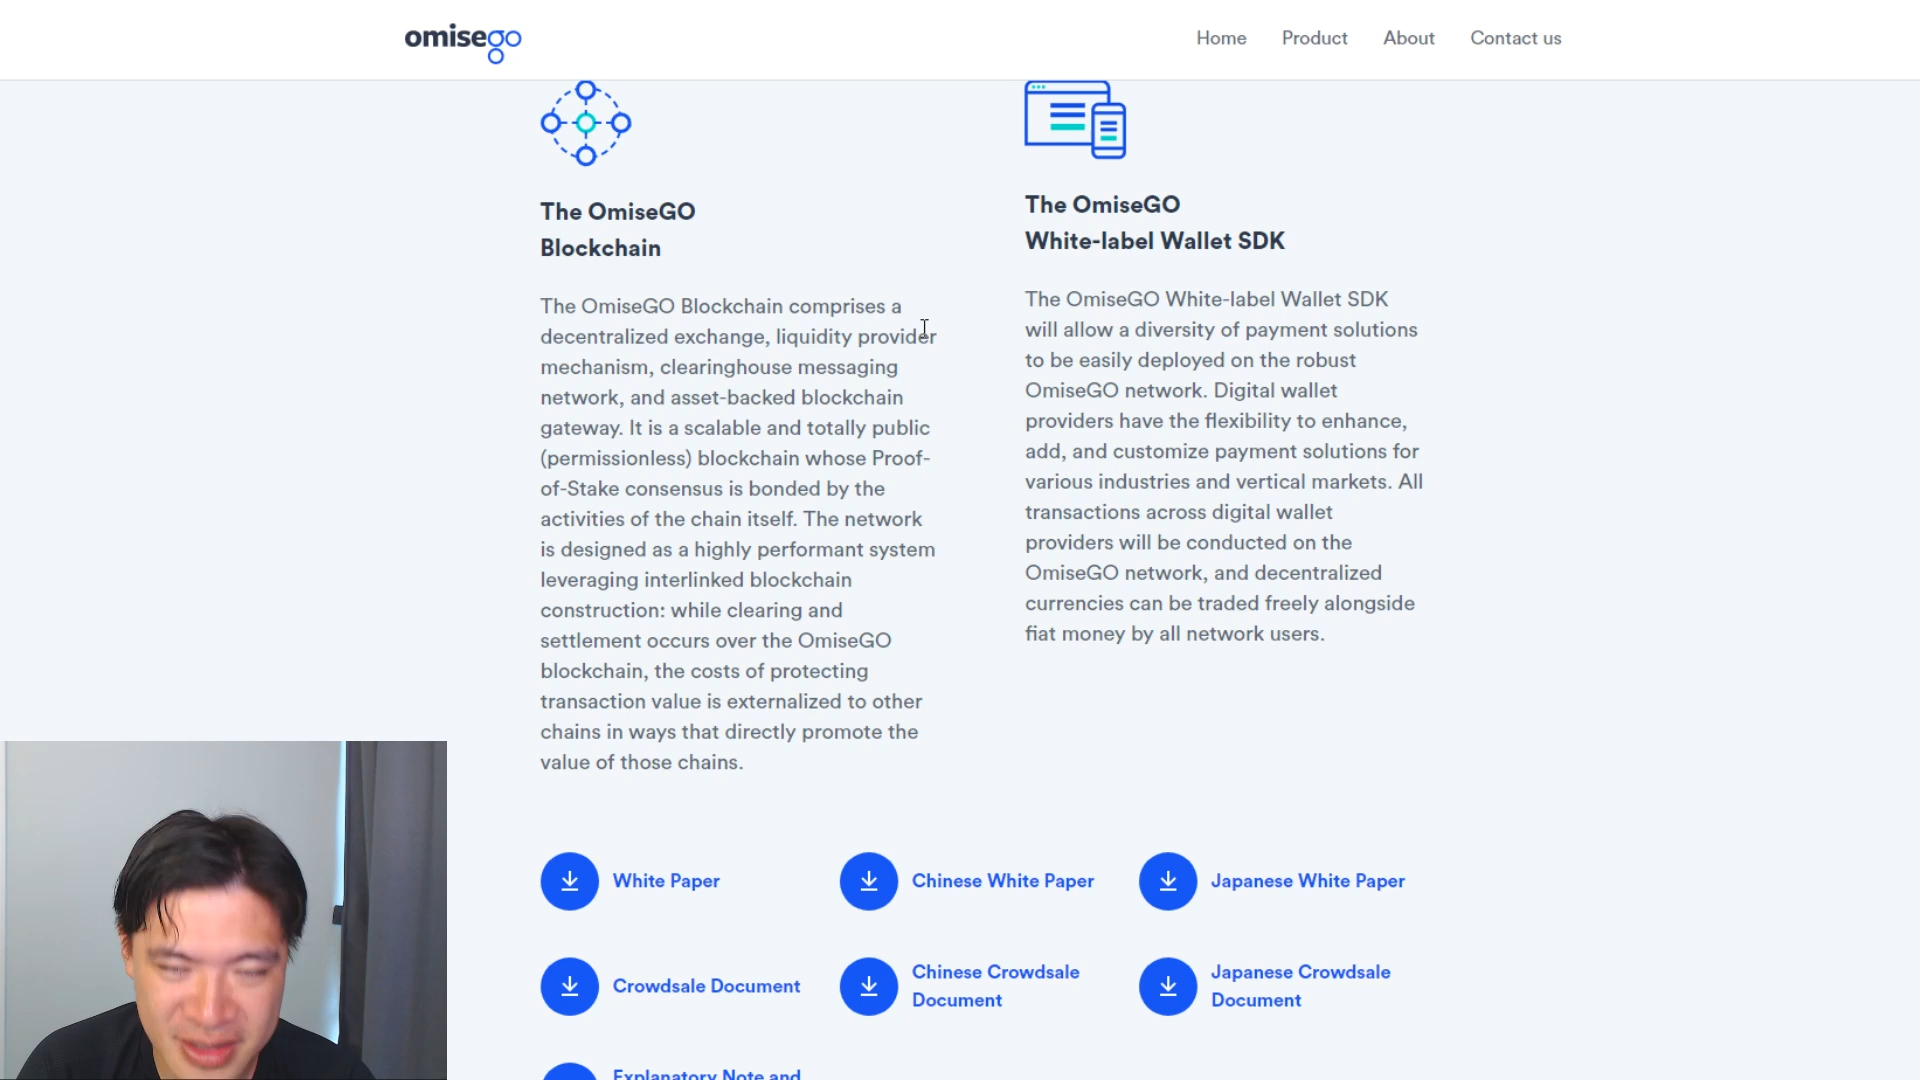 omisego
Home
Product
About
Contact us
The OmiseGO
Blockchain
The OmiseGO Blockchain comprises a
decentralized exchange, liquidity provider
mechanism, clearinghouse messaging
network, and asset-backed blockchain
gateway. It is a scalable and totally public
(permissionless) blockchain whose Proof-
of-Stake consensus is bonded by the
activities of the chain itself. The network
is designed as a highly performant system
leveraging interlinked blockchain
construction: while clearing and
settlement occurs over the OmiseGO
blockchain, the costs of protecting
transaction value is externalized to other
chains in ways that directly promote the
value of those chains.
The OmiseGO
White-label Wallet SDK
The OmiseGO White-label Wallet SDK
will allow a diversity of payment solutions
to be easily deployed on the robust
OmiseGO network. Digital wallet
providers have the flexibility to enhance,
add, and customize payment solutions for
various industries and vertical markets. All
transactions across digital wallet
providers will be conducted on the
OmiseGO network, and decentralized
currencies can be traded freely alongside
fiat money by all network users.
White Paper
Chinese White Paper
Japanese White Paper
Crowdsale Document
Chinese Crowdsale
Document
Japanese Crowdsale
Document
Explanatory Note and